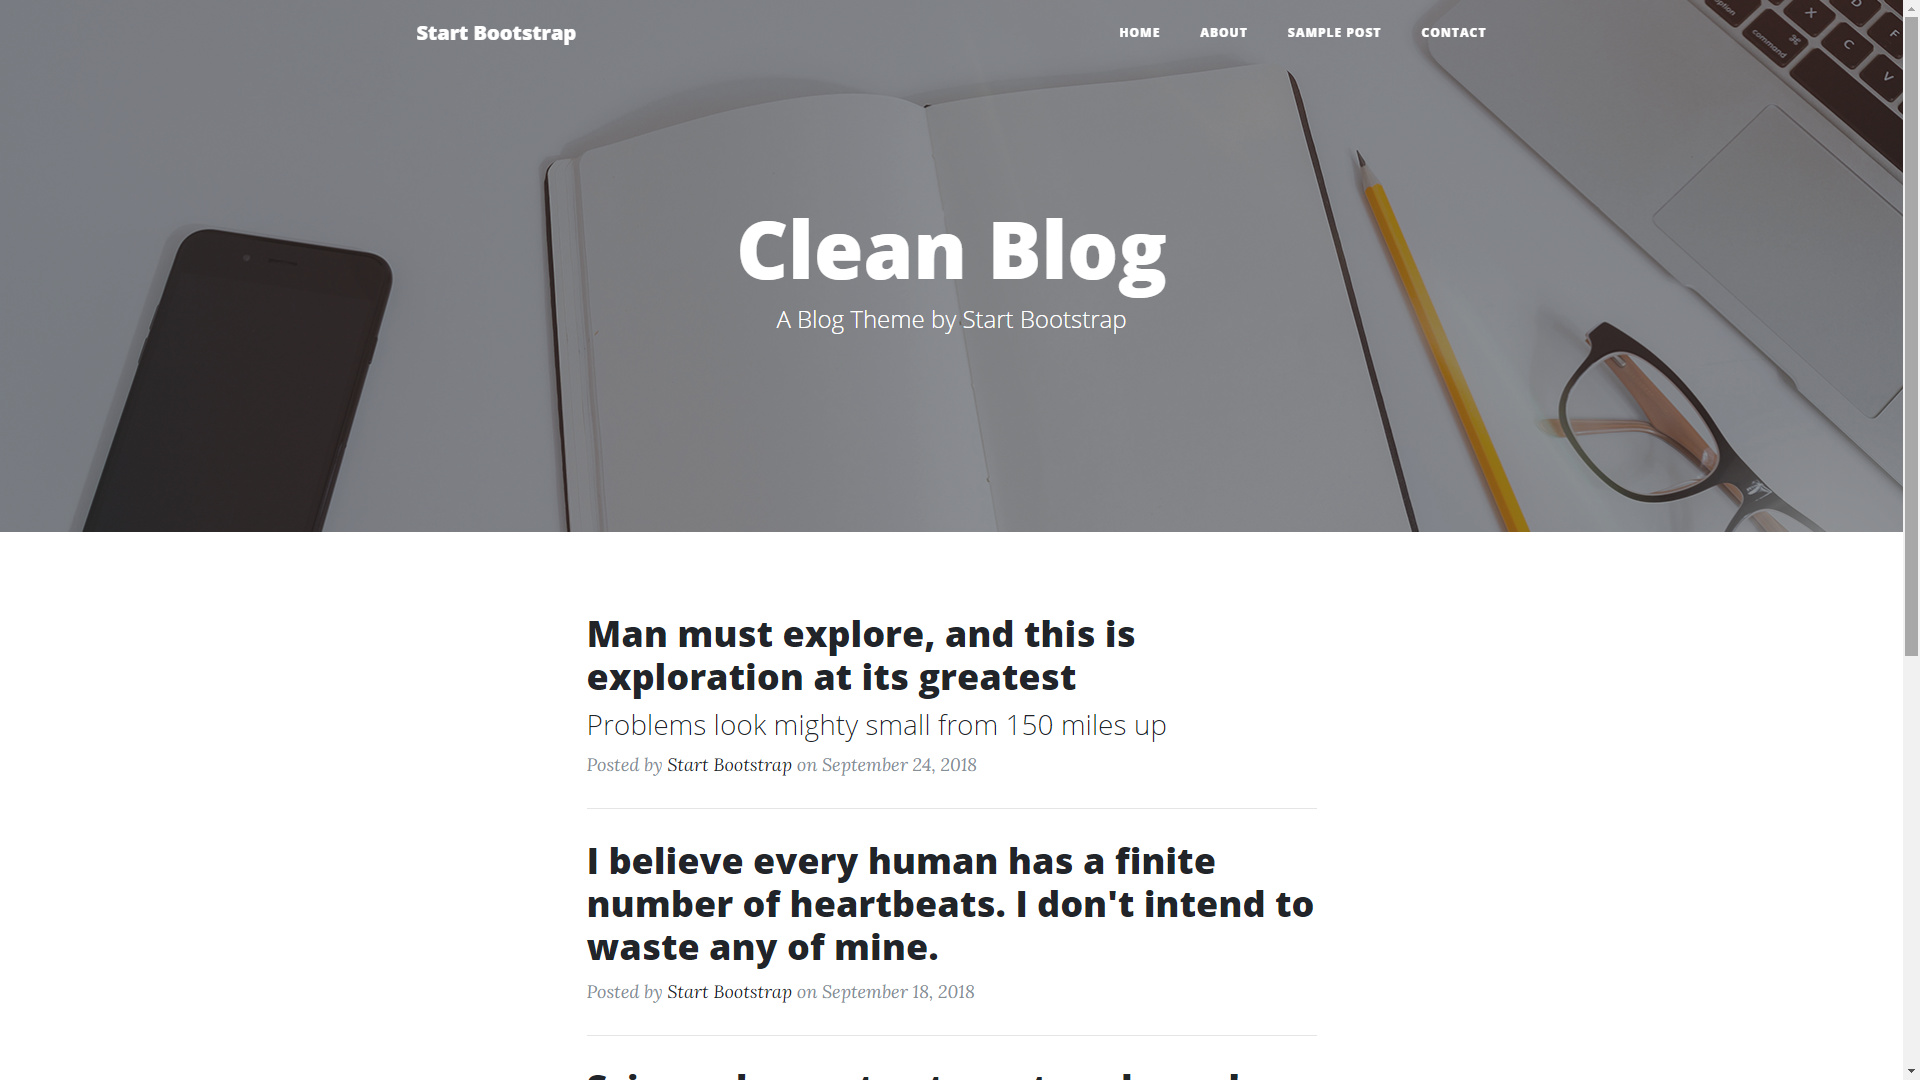 Start Bootstrap
HOME
ABOUT
SAMPLE POST
CONTACT
Clean Blog
A Blog Theme by Start Bootstrap
Man must explore, and this is
exploration at its greatest
Problems look mighty small from 150 miles up
Posted by Start Bootstrap on September 24, 2018
I believe every human has a finite
number of heartbeats. I don't intend to
waste any of mine.
Posted by Start Bootstrap on September 18, 2018